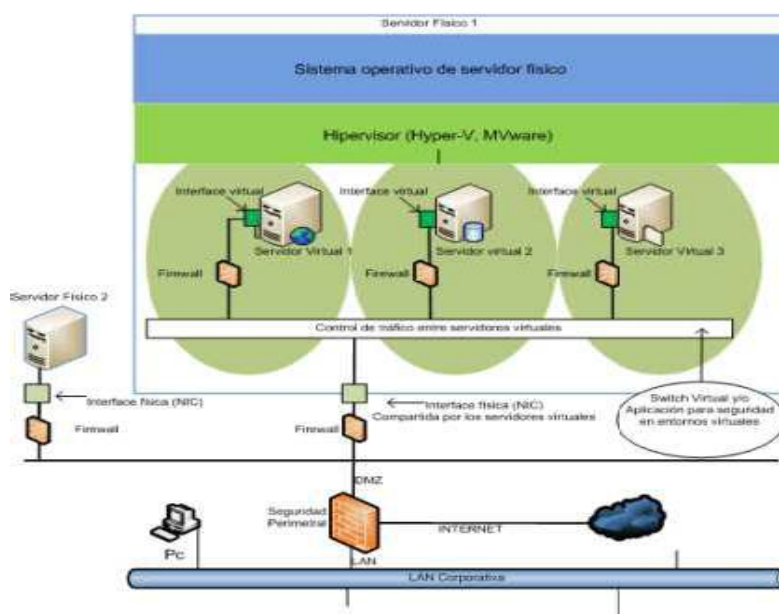 Servidor Físico 1
Sistema operativo de servidor físico
Hipervisor (Hyper-V, MVware)
Interface virtual
Interface virtual
Interface virtual
Servidor Virtual 1
Servidor virtual 2
Servidor Virtual 3
Firewall
Firewall
Firewall
Servidor Físico 2
Control de tráfico entre servidores virtuales
Interface física (NIC)
Interface física (NIC)
Compartida por los servidores virtuales
Switch Virtual y/o
Aplicación para seguridad
en entornos virtuales
Firewall
Firewall
DMZ
Seguridad
Perimetral
INTERNET
Pc
LAN
LAN Corporativa